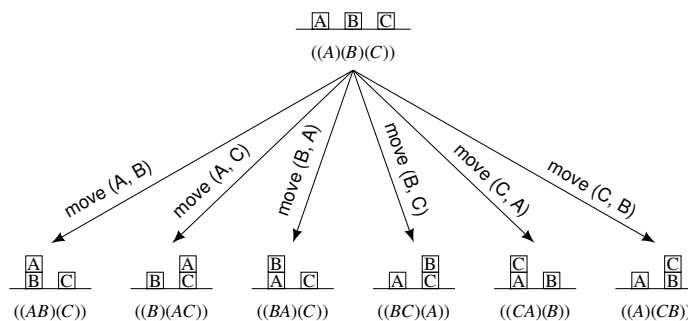 A B C
((A)(B)(C))
move (A, B)
move (A, C)
move (B, A)
move (B, C)
move (C, A)
move (C, B)
A
B C
((AB)(C))
A
B C
((B)(AC))
B
A C
((BA)(C))
B
A C
((BC)(A))
C
A B
((CA)(B))
C
A B
((A)(CB))